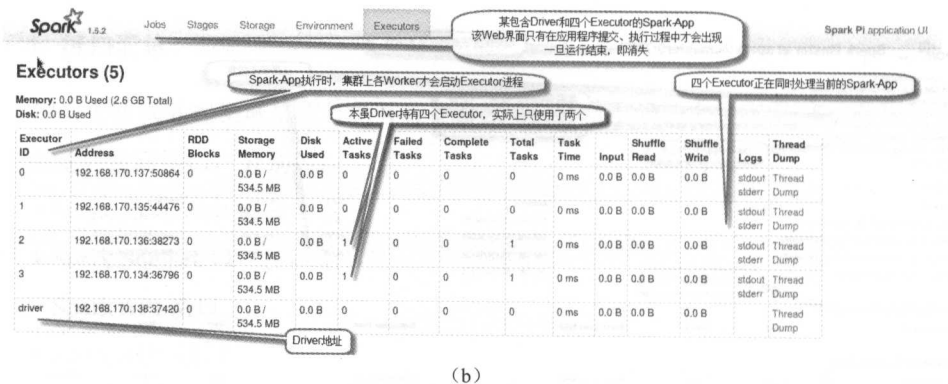 Spark 1.5.2 Jobs Stages Storage Environment Executors Spark Pi application UI
某包含Driver和四个Executor的Spark-App
该Web界面只有在应用程序提交、执行过程中才会出现
一旦运行结束，即消失
Executors (5)
Spark-App执行时，集群上各Worker才会启动Executor进程
四个Executor正在同时处理当前的Spark-App
Memory: 0.0 B Used (2.6 GB Total)
Disk: 0.0 B Used
本虽Driver持有四个Executor，实际上只使用了两个
Executor ID Address RDD Blocks Storage Memory Disk Used Active Tasks Failed Tasks Complete Tasks Total Tasks Task Time Input Shuffle Read Shuffle Write Logs Thread Dump
0 192.168.170.137:50864 0 0.0 B / 534.5 MB 0.0 B 0 0 0 0 0 ms 0.0 B 0.0 B 0.0 B stdout stderr Thread Dump
1 192.168.170.135:44476 0 0.0 B / 534.5 MB 0.0 B 0 0 0 0 0 ms 0.0 B 0.0 B 0.0 B stdout stderr Thread Dump
2 192.168.170.136:38273 0 0.0 B / 534.5 MB 0.0 B 1 0 0 1 0 ms 0.0 B 0.0 B 0.0 B stdout stderr Thread Dump
3 192.168.170.134:36796 0 0.0 B / 534.5 MB 0.0 B 1 0 0 1 0 ms 0.0 B 0.0 B 0.0 B stdout stderr Thread Dump
driver 192.168.170.136:37420 0 0.0 B / 534.5 MB 0.0 B 0 0 0 0 0 ms 0.0 B 0.0 B 0.0 B Thread Dump
Driver地址
(b)